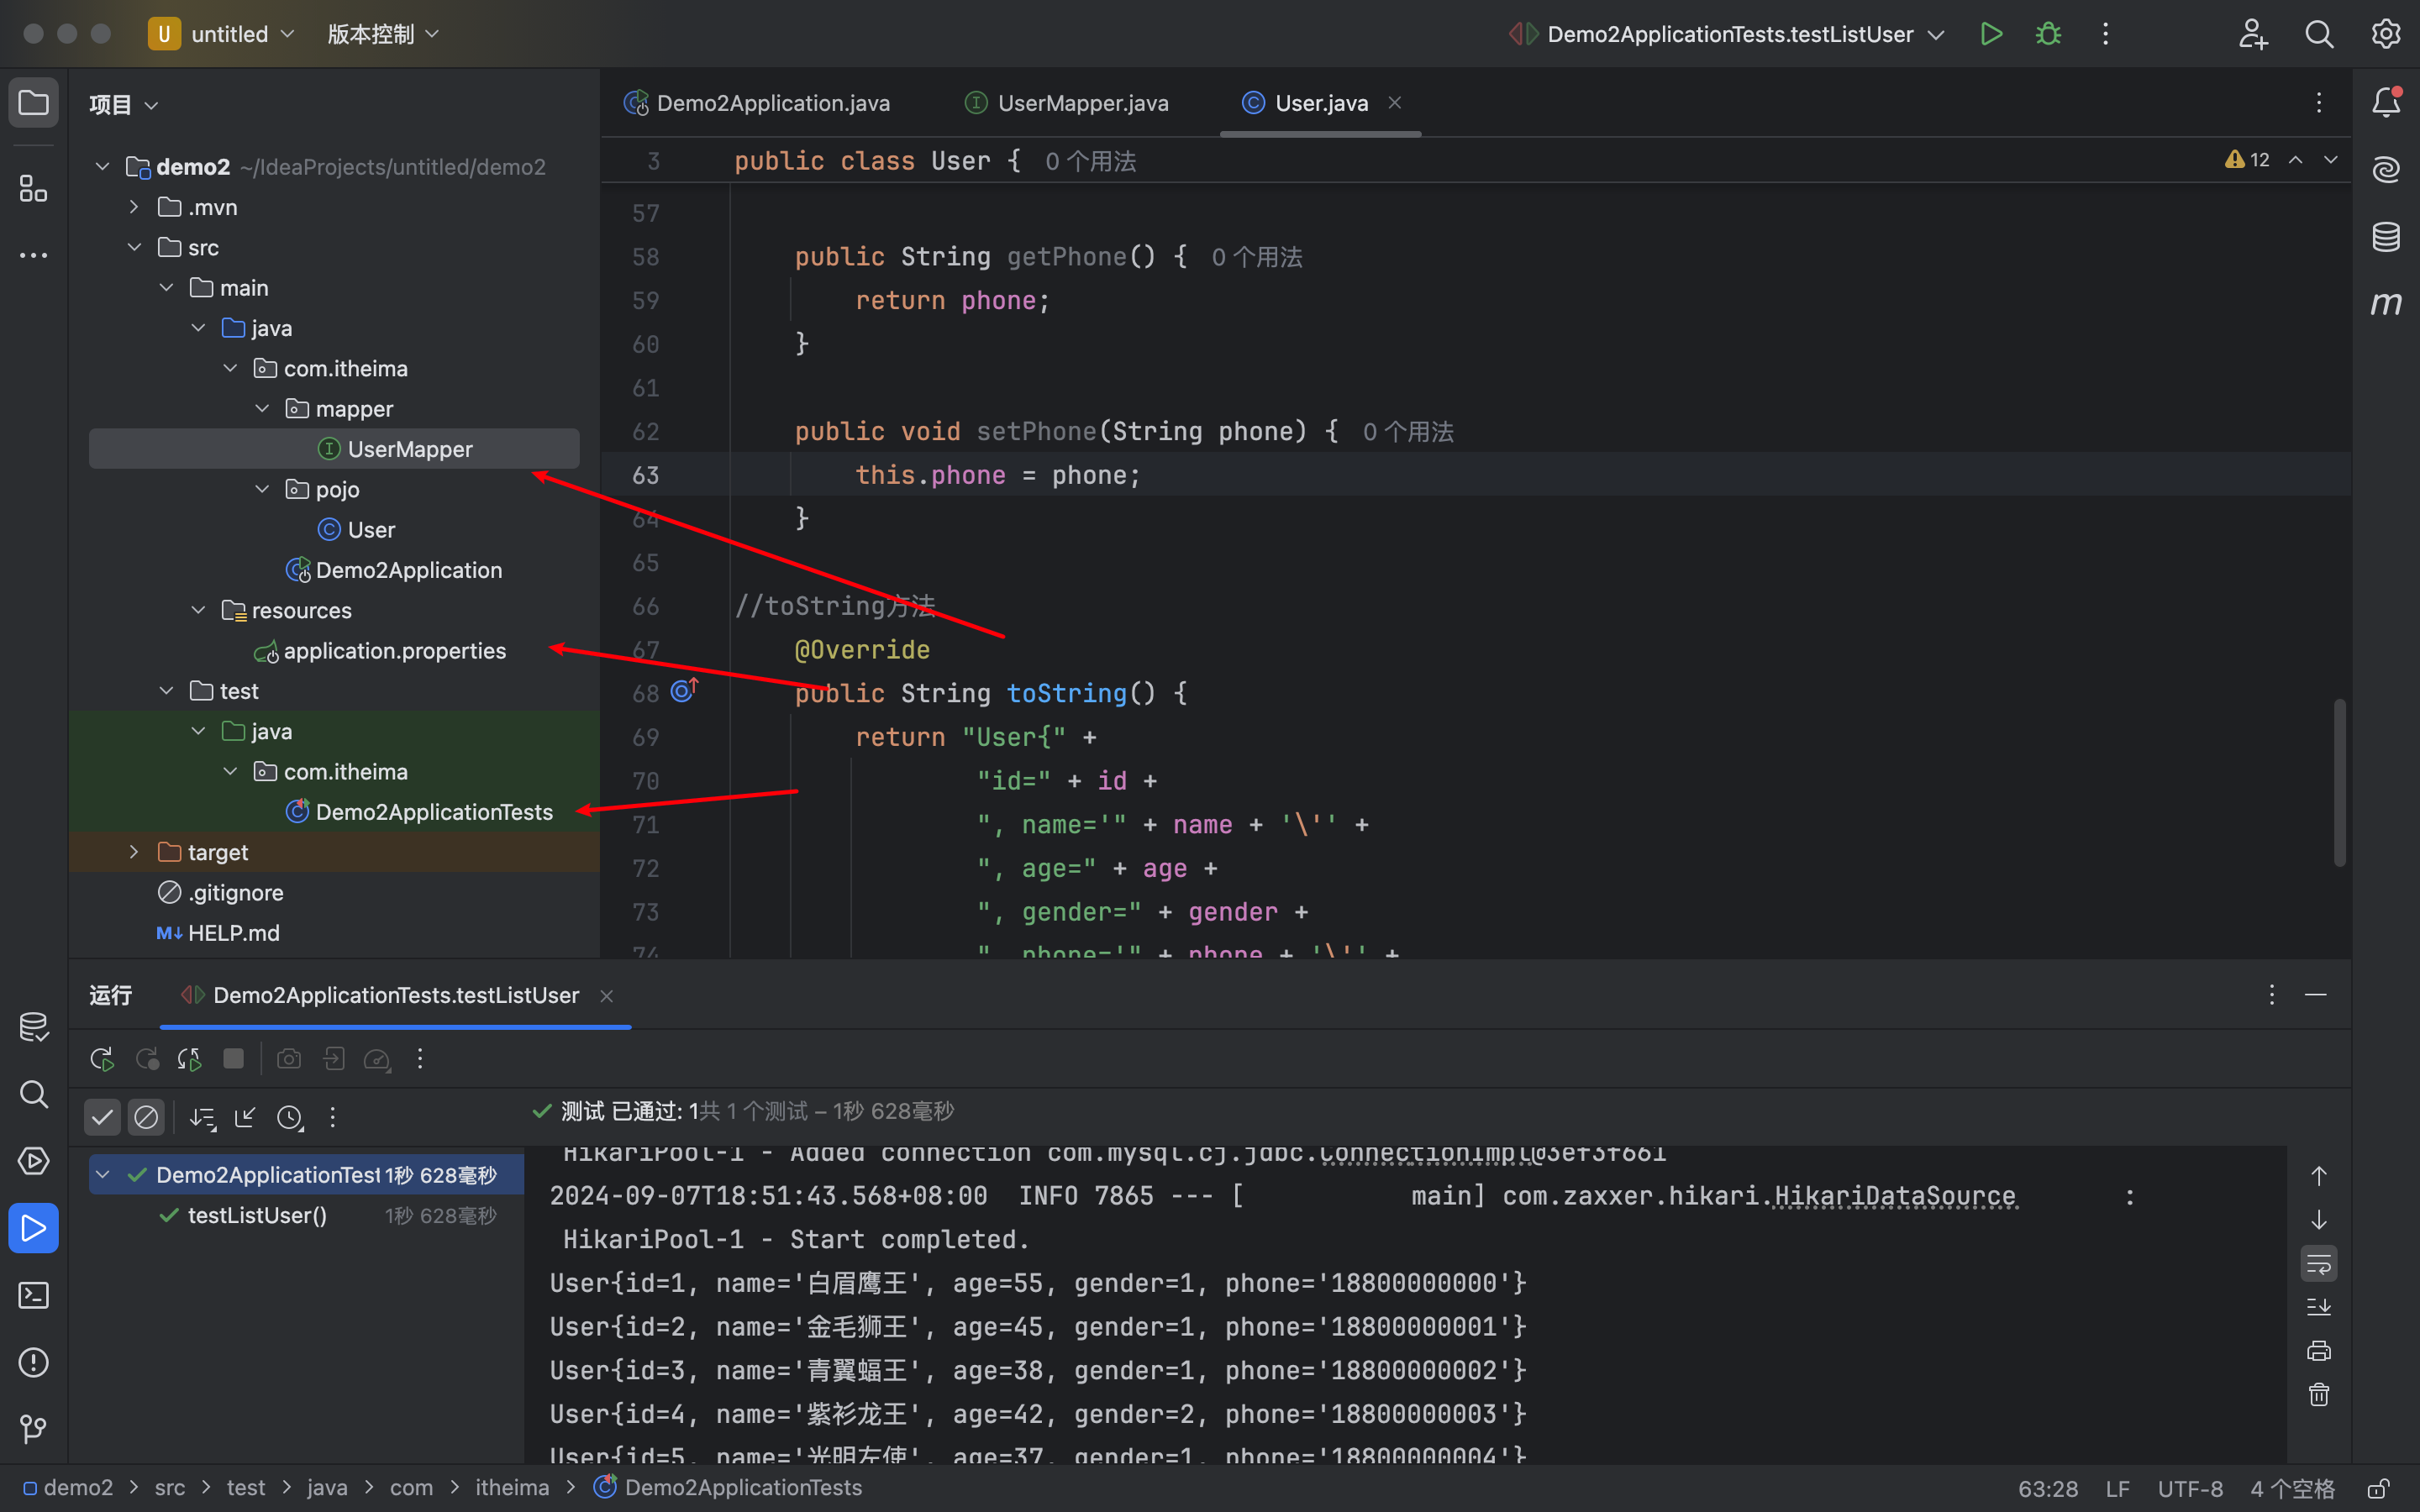 U untitled 版本控制 Demo2ApplicationTests.testListUser
项目
demo2 ~/IdeaProjects/untitled/demo2
.mvn
src
main
java
com.itheima
mapper
UserMapper
pojo
User
Demo2Application
resources
application.properties
test
java
com.itheima
Demo2ApplicationTests
target
.gitignore
M↓ HELP.md
Demo2Application.java UserMapper.java User.java
3 public class User { 0 个用法 12
57
58 public String getPhone() { 0 个用法
59 return phone;
60 }
61
62 public void setPhone(String phone) { 0 个用法
63 this.phone = phone;
64 }
65
66 //toString方法
67 @Override
68 public String toString() {
69 return "User{" +
70 "id=" + id +
71 ", name='" + name + '\'' +
72 ", age=" + age +
73 ", gender=" + gender +
74 ", phone='" + phone + '\'' +
m
运行 Demo2ApplicationTests.testListUser
测试 已通过: 1共 1 个测试 – 1秒 628毫秒
Demo2ApplicationTest 1秒 628毫秒
testListUser() 1秒 628毫秒
HikariPool-1 - Added connection com.mysql.cj.jdbc.ConnectionImpl@3ef3f661
2024-09-07T18:51:43.568+08:00 INFO 7865 --- [ main] com.zaxxer.hikari.HikariDataSource :
HikariPool-1 - Start completed.
User{id=1, name='白眉鹰王', age=55, gender=1, phone='18800000000'}
User{id=2, name='金毛狮王', age=45, gender=1, phone='18800000001'}
User{id=3, name='青翼蝠王', age=38, gender=1, phone='18800000002'}
User{id=4, name='紫衫龙王', age=42, gender=2, phone='18800000003'}
User{id=5, name='光明左使', age=37, gender=1, phone='18800000004'}
demo2 > src > test > java > com > itheima > Demo2ApplicationTests 63:28 LF UTF-8 4 个空格